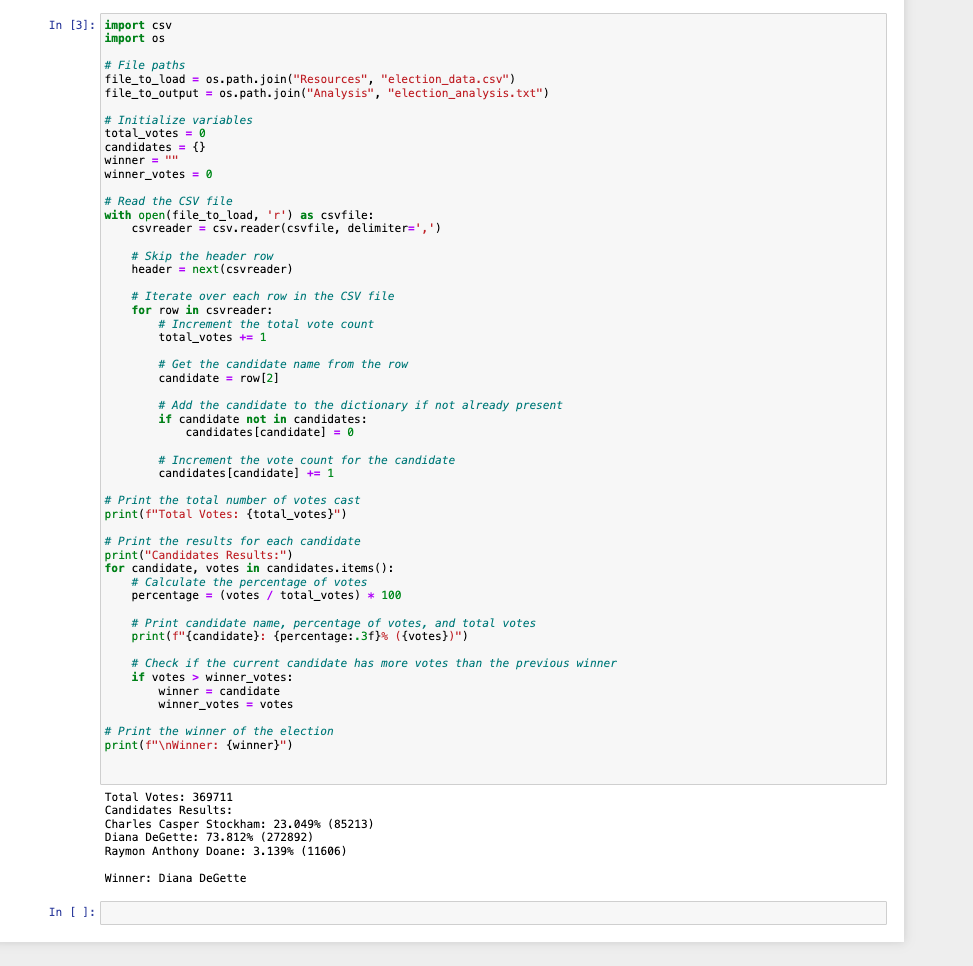 In [3]:
import csv
import os

# File paths
file_to_load = os.path.join("Resources", "election_data.csv")
file_to_output = os.path.join("Analysis", "election_analysis.txt")

# Initialize variables
total_votes = 0
candidates = {}
winner = ""
winner_votes = 0

# Read the CSV file
with open(file_to_load, 'r') as csvfile:
    csvreader = csv.reader(csvfile, delimiter=',')

    # Skip the header row
    header = next(csvreader)

    # Iterate over each row in the CSV file
    for row in csvreader:
        # Increment the total vote count
        total_votes += 1

        # Get the candidate name from the row
        candidate = row[2]

        # Add the candidate to the dictionary if not already present
        if candidate not in candidates:
            candidates[candidate] = 0

        # Increment the vote count for the candidate
        candidates[candidate] += 1

# Print the total number of votes cast
print(f"Total Votes: {total_votes}")

# Print the results for each candidate
print("Candidates Results:")
for candidate, votes in candidates.items():
    # Calculate the percentage of votes
    percentage = (votes / total_votes) * 100

    # Print candidate name, percentage of votes, and total votes
    print(f"{candidate}: {percentage:.3f}% ({votes})")

    # Check if the current candidate has more votes than the previous winner
    if votes > winner_votes:
        winner = candidate
        winner_votes = votes

# Print the winner of the election
print(f"\nWinner: {winner}")

Total Votes: 369711
Candidates Results:
Charles Casper Stockham: 23.049% (85213)
Diana DeGette: 73.812% (272892)
Raymon Anthony Doane: 3.139% (11606)

Winner: Diana DeGette

In [ ]: